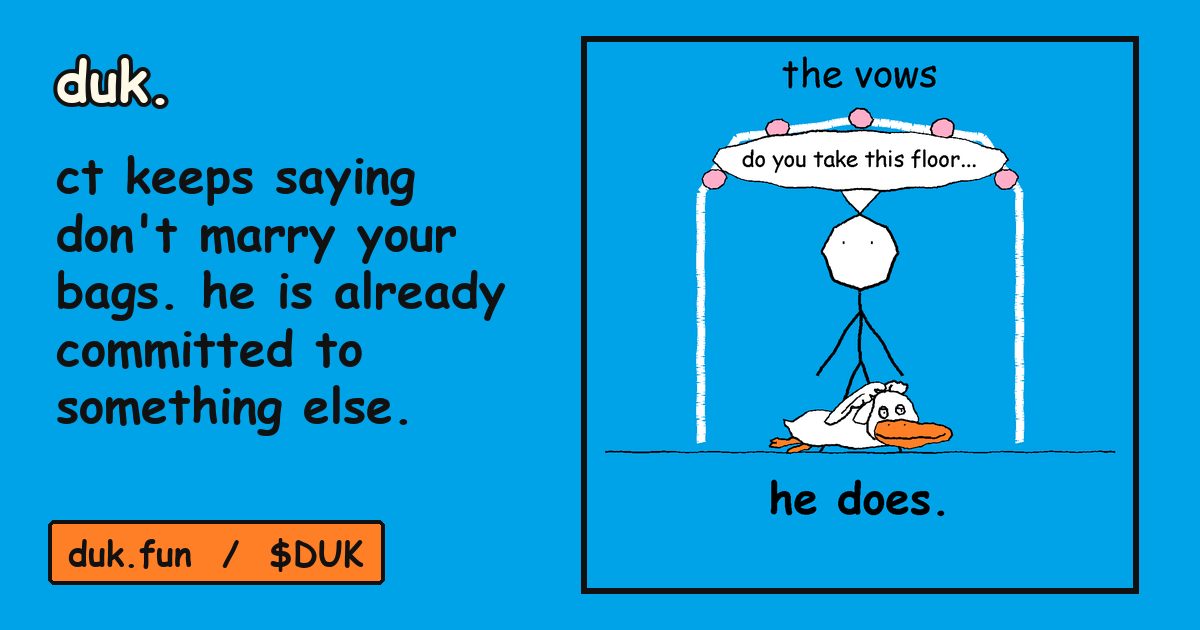 duk.
ct keeps saying
don't marry your
bags. he is already
committed to
something else.
duk.fun / $DUK
the vows
do you take this floor...
he does.